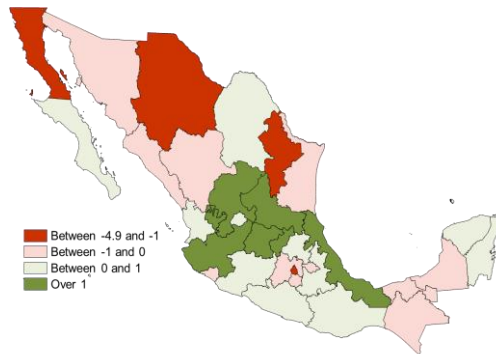 Between -4.9 and -1
Between -1 and 0
Between 0 and 1
Over 1